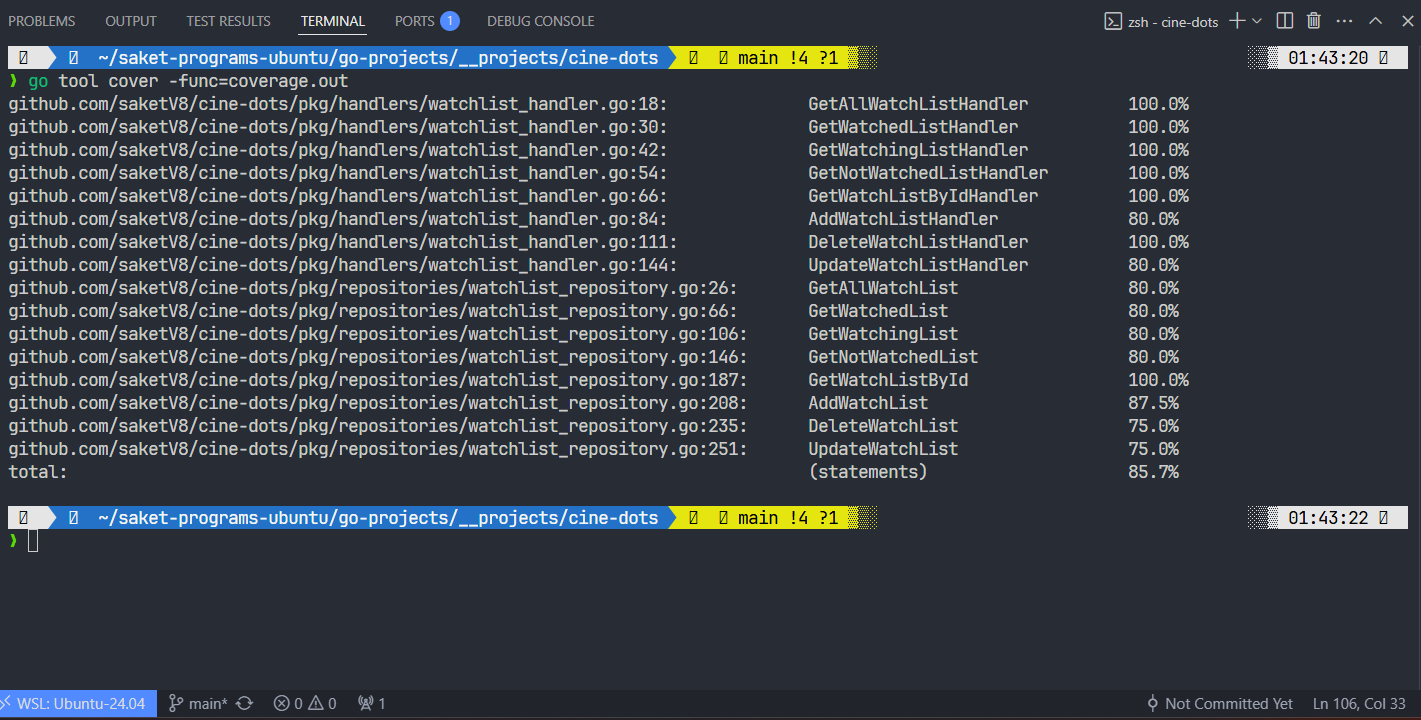 PROBLEMS OUTPUT TEST RESULTS TERMINAL PORTS 1 DEBUG CONSOLE zsh - cine-dots
~/saket-programs-ubuntu/go-projects/__projects/cine-dots main !4 ?1 01:43:20
❯ go tool cover -func=coverage.out
github.com/saketV8/cine-dots/pkg/handlers/watchlist_handler.go:18: GetAllWatchListHandler 100.0%
github.com/saketV8/cine-dots/pkg/handlers/watchlist_handler.go:30: GetWatchedListHandler 100.0%
github.com/saketV8/cine-dots/pkg/handlers/watchlist_handler.go:42: GetWatchingListHandler 100.0%
github.com/saketV8/cine-dots/pkg/handlers/watchlist_handler.go:54: GetNotWatchedListHandler 100.0%
github.com/saketV8/cine-dots/pkg/handlers/watchlist_handler.go:66: GetWatchListByIdHandler 100.0%
github.com/saketV8/cine-dots/pkg/handlers/watchlist_handler.go:84: AddWatchListHandler 80.0%
github.com/saketV8/cine-dots/pkg/handlers/watchlist_handler.go:111: DeleteWatchListHandler 100.0%
github.com/saketV8/cine-dots/pkg/handlers/watchlist_handler.go:144: UpdateWatchListHandler 80.0%
github.com/saketV8/cine-dots/pkg/repositories/watchlist_repository.go:26: GetAllWatchList 80.0%
github.com/saketV8/cine-dots/pkg/repositories/watchlist_repository.go:66: GetWatchedList 80.0%
github.com/saketV8/cine-dots/pkg/repositories/watchlist_repository.go:106: GetWatchingList 80.0%
github.com/saketV8/cine-dots/pkg/repositories/watchlist_repository.go:146: GetNotWatchedList 80.0%
github.com/saketV8/cine-dots/pkg/repositories/watchlist_repository.go:187: GetWatchListById 100.0%
github.com/saketV8/cine-dots/pkg/repositories/watchlist_repository.go:208: AddWatchList 87.5%
github.com/saketV8/cine-dots/pkg/repositories/watchlist_repository.go:235: DeleteWatchList 75.0%
github.com/saketV8/cine-dots/pkg/repositories/watchlist_repository.go:251: UpdateWatchList 75.0%
total: (statements) 85.7%
~/saket-programs-ubuntu/go-projects/__projects/cine-dots main !4 ?1 01:43:22
❯
WSL: Ubuntu-24.04 main* 0 0 1 Not Committed Yet Ln 106, Col 33